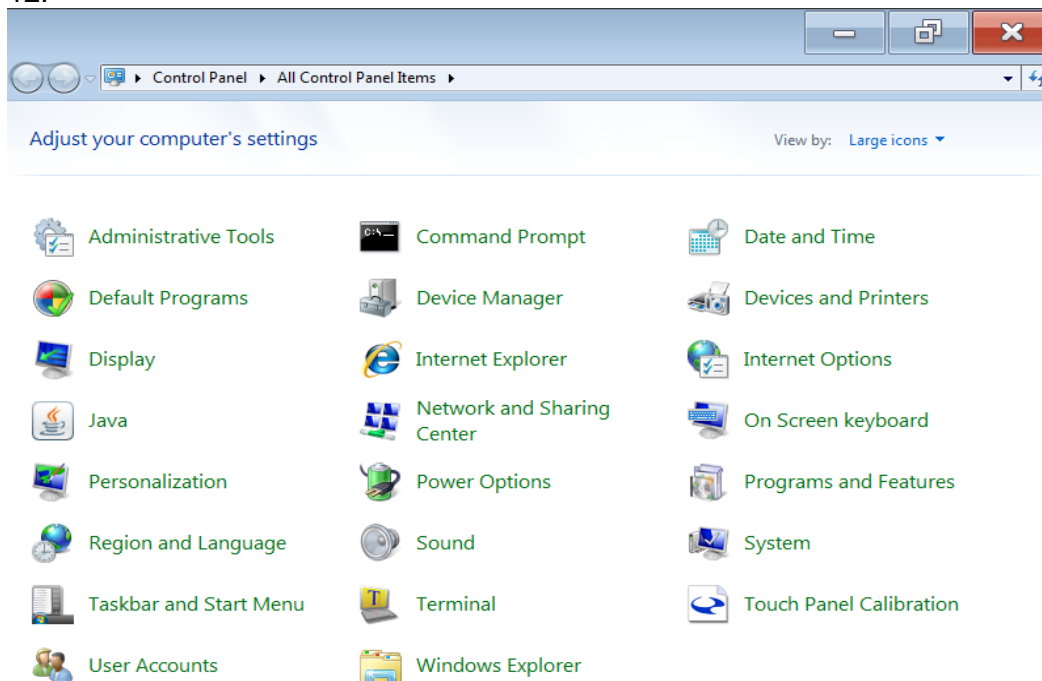 12.
Control Panel ▸ All Control Panel Items ▸
Adjust your computer's settings
View by: Large icons
Administrative Tools
Command Prompt
Date and Time
Default Programs
Device Manager
Devices and Printers
Display
Internet Explorer
Internet Options
Java
Network and Sharing
Center
On Screen keyboard
Personalization
Power Options
Programs and Features
Region and Language
Sound
System
Taskbar and Start Menu
Terminal
Touch Panel Calibration
User Accounts
Windows Explorer